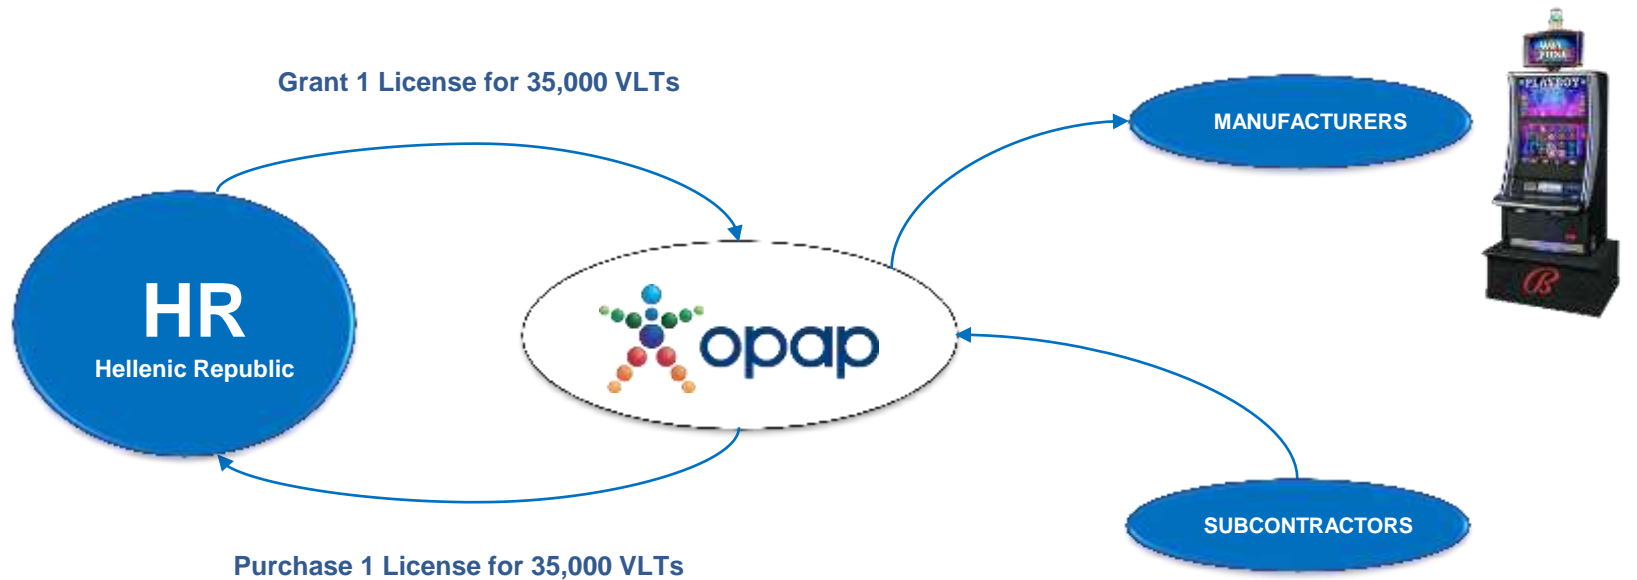 Grant 1 License for 35,000 VLTs
MANUFACTURERS
PLAYBOY
HR
Hellenic Republic
opap
B
SUBCONTRACTORS
Purchase 1 License for 35,000 VLTs